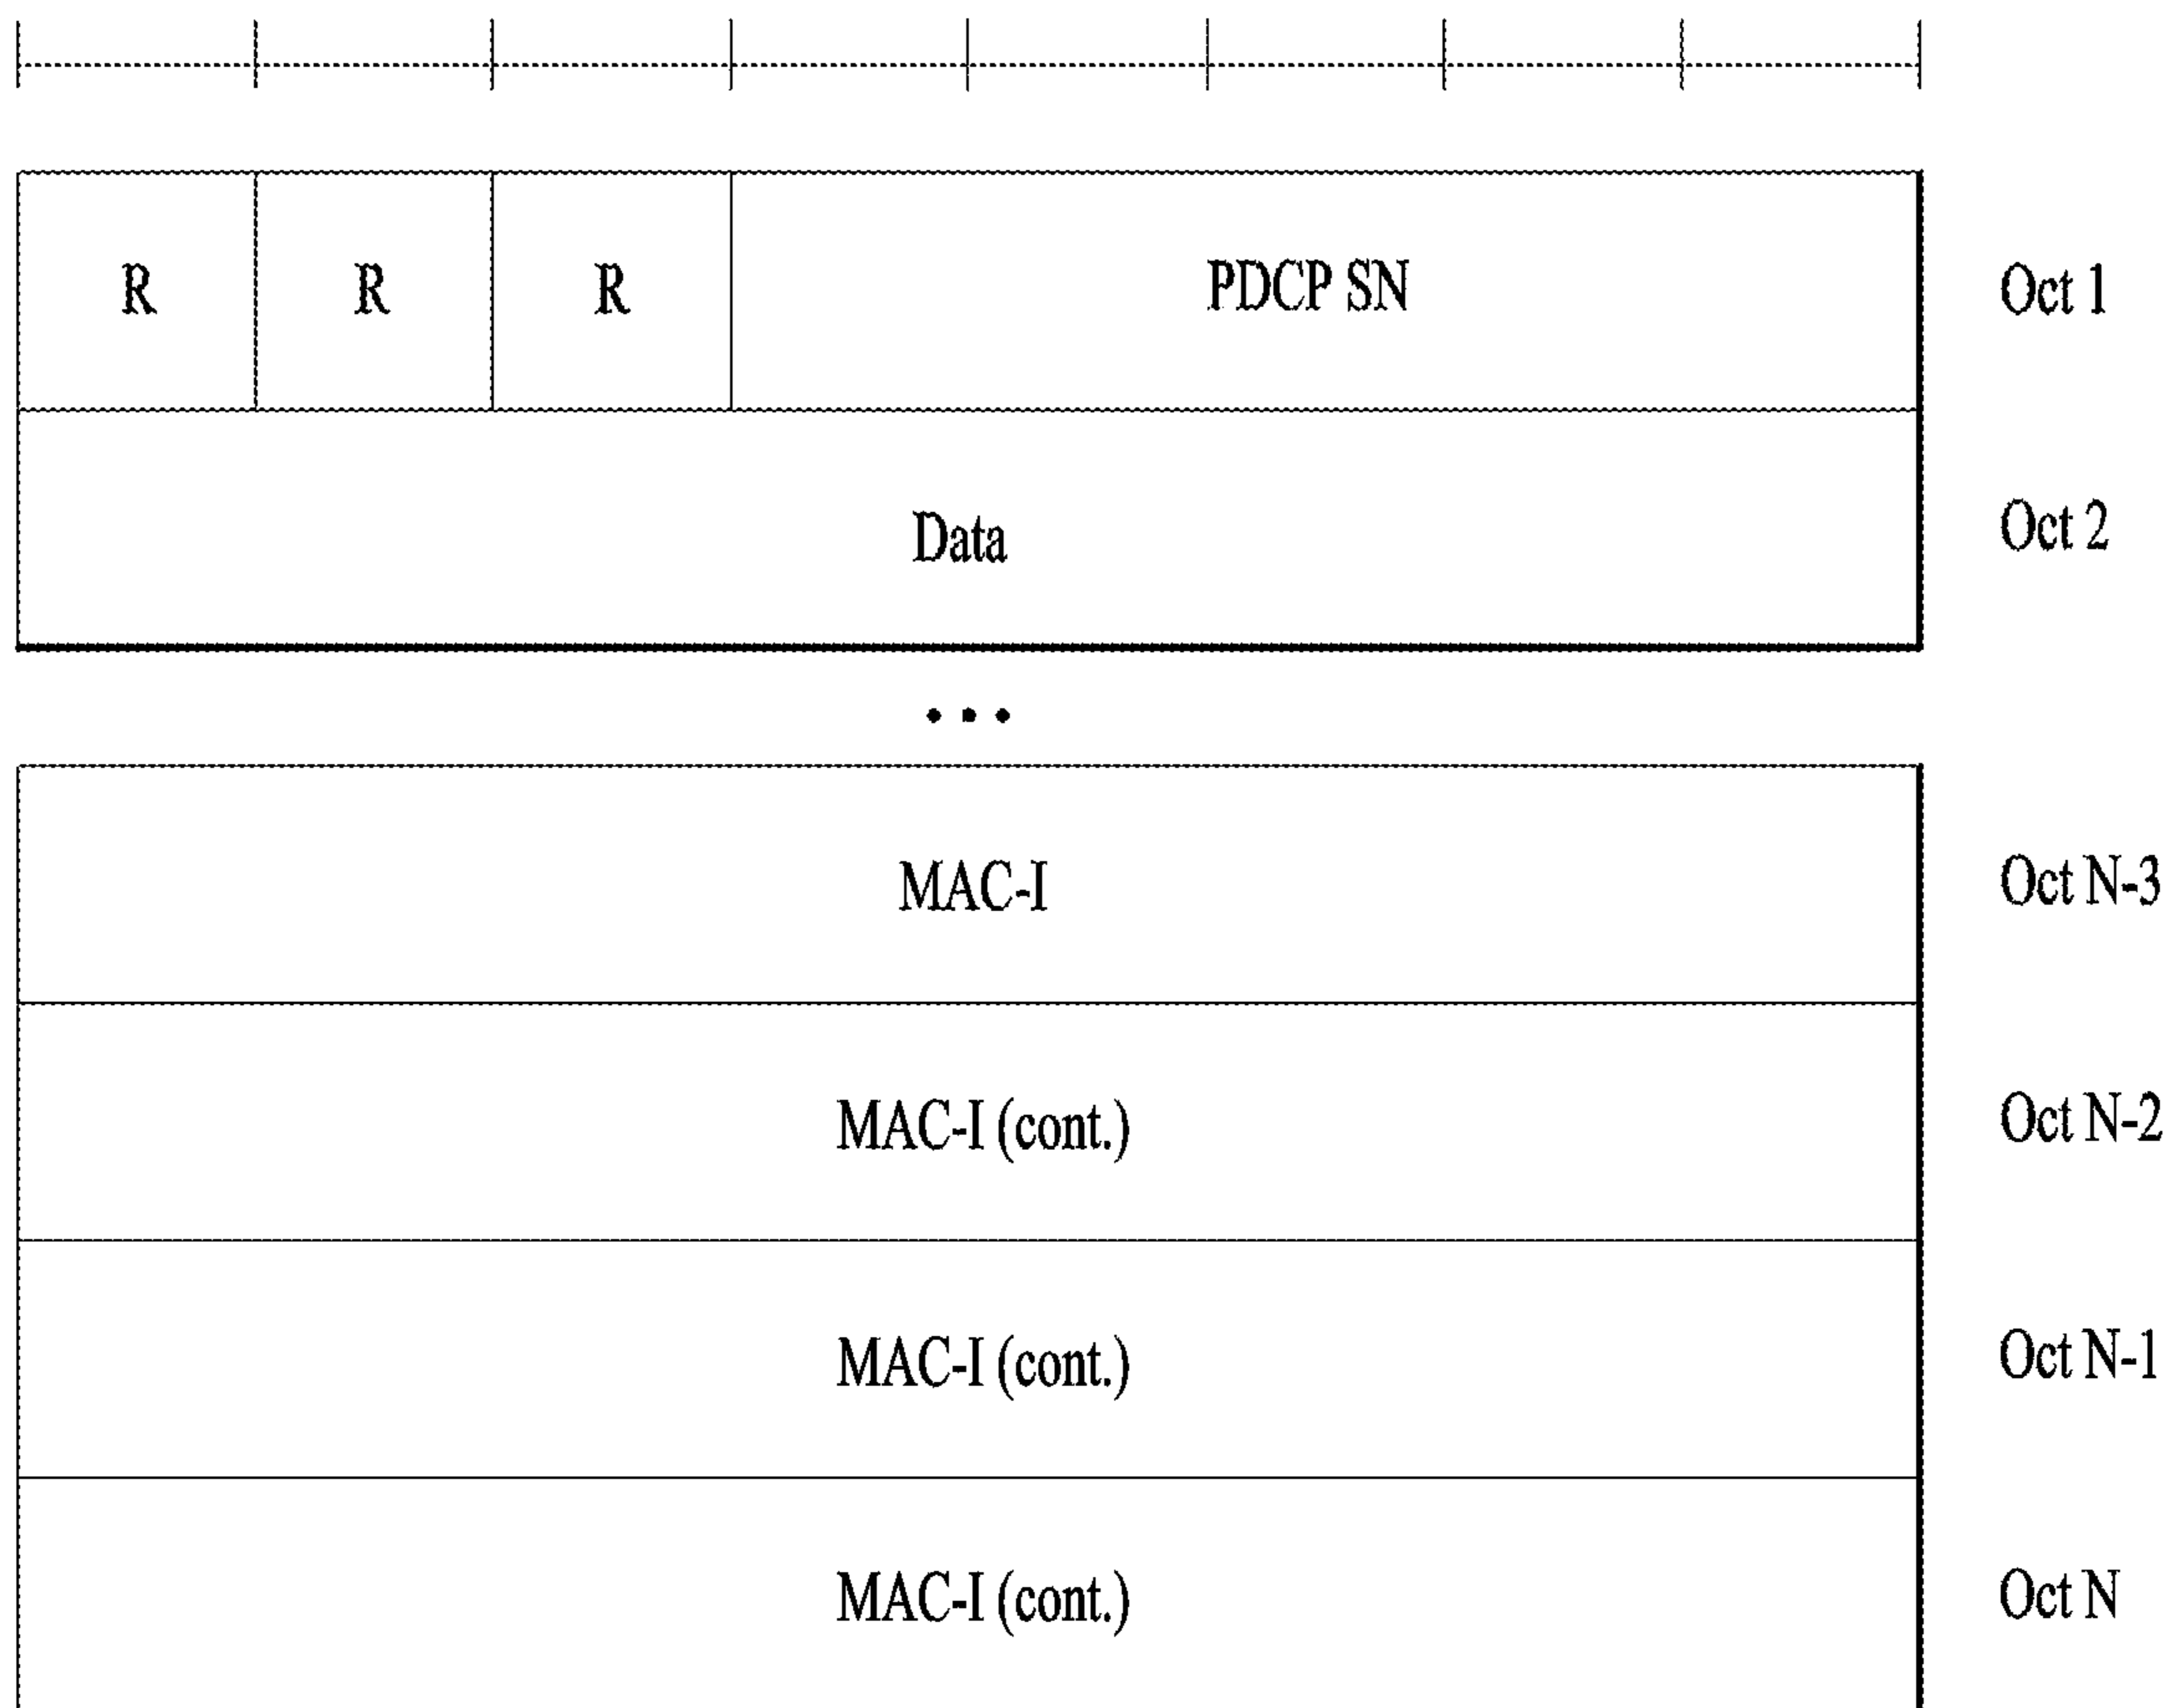 R R R PDCP SN Oct 1
Data Oct 2
...
MAC-I Oct N-3
MAC-I (cont.) Oct N-2
MAC-I (cont.) Oct N-1
MAC-I (cont.) Oct N